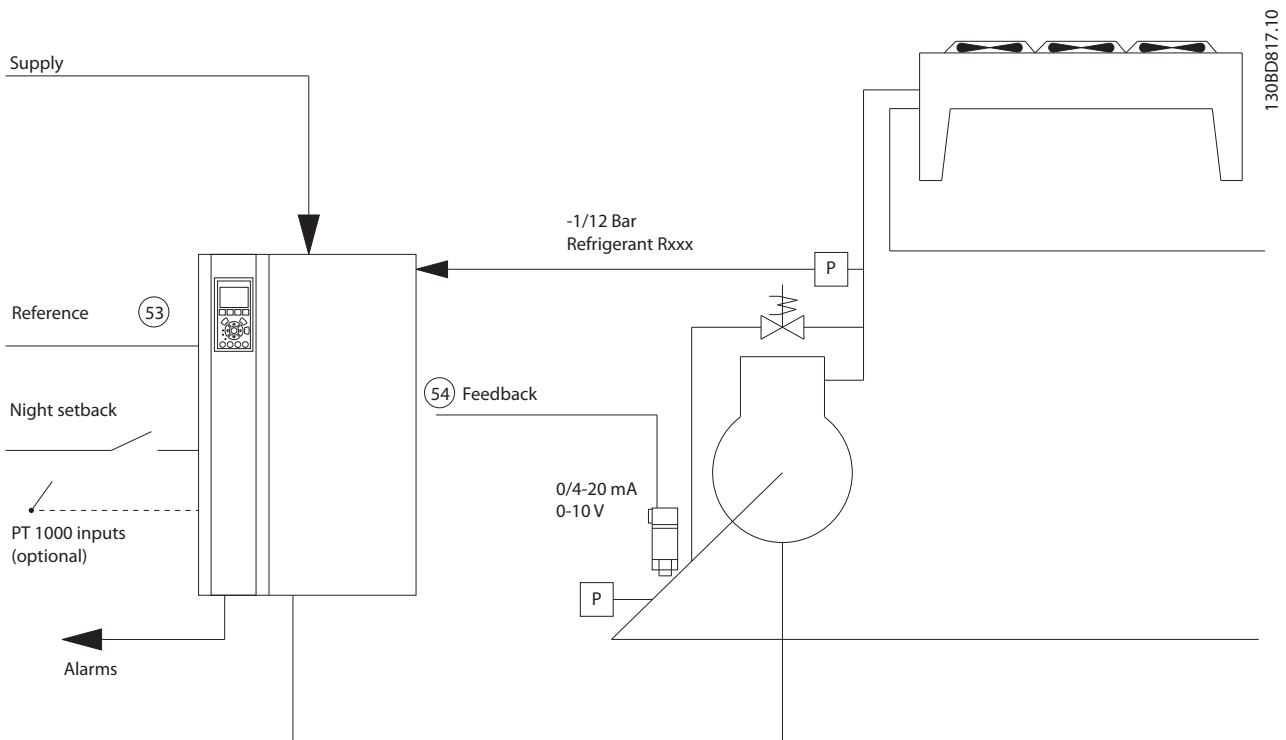 130BD817.10
Supply
-1/12 Bar
Refrigerant Rxxx
P
Reference
53
54
Feedback
Night setback
0/4-20 mA
0-10 V
PT 1000 inputs
(optional)
P
Alarms